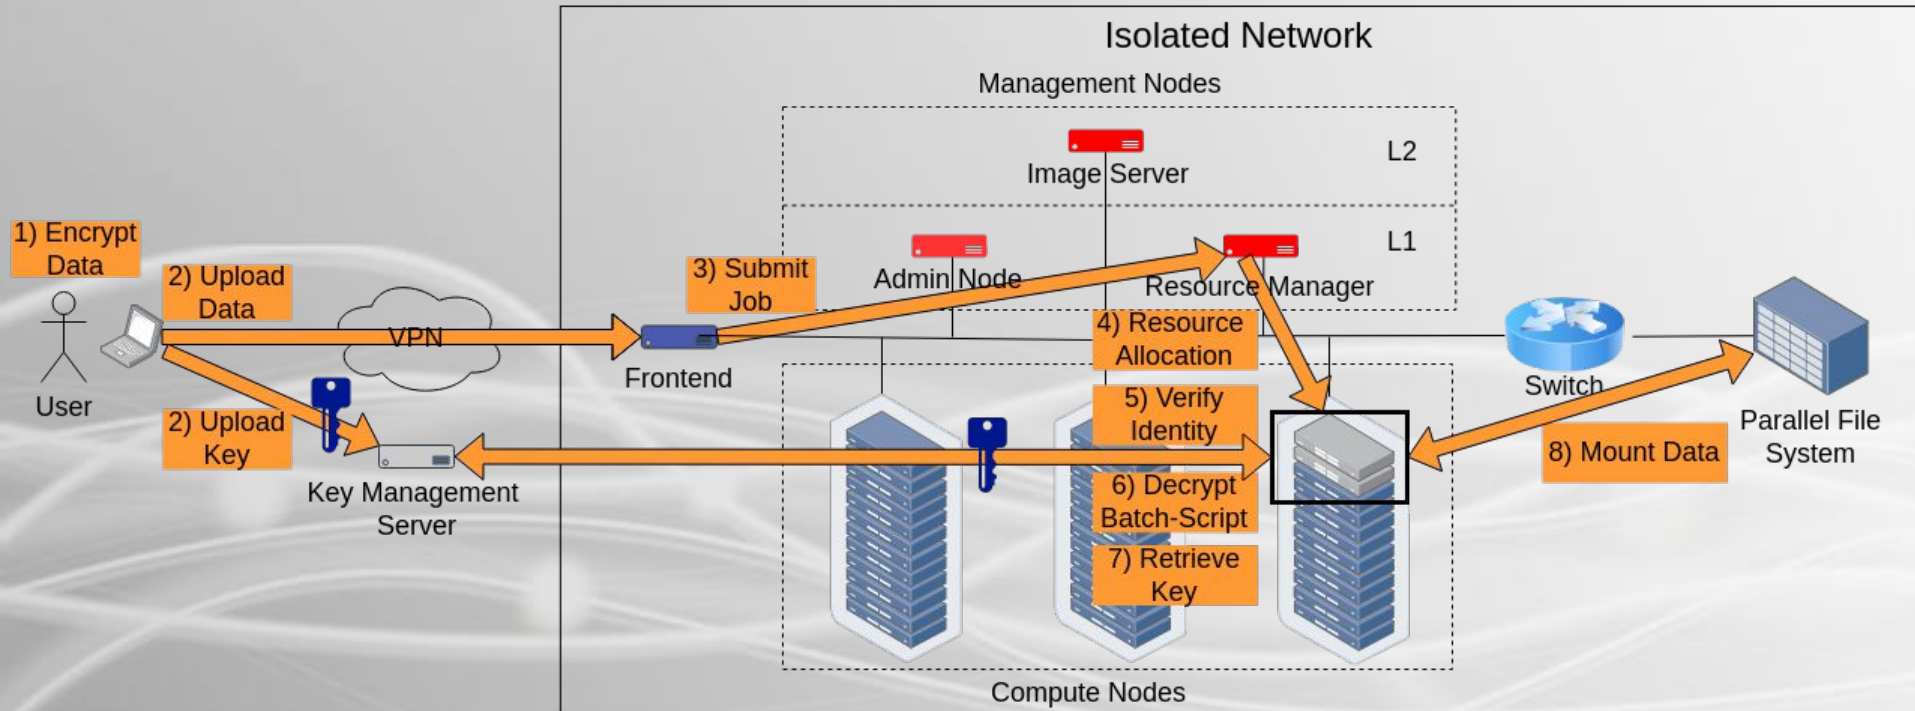 Isolated Network
Management Nodes
L2
Image Server
L1
Admin Node
Resource Manager
1) Encrypt
Data
2) Upload
Data
3) Submit
Job
VPN
User
Frontend
4) Resource
Allocation
Switch
Parallel File
System
2) Upload
Key
5) Verify
Identity
8) Mount Data
Key Management
Server
6) Decrypt
Batch-Script
7) Retrieve
Key
Compute Nodes